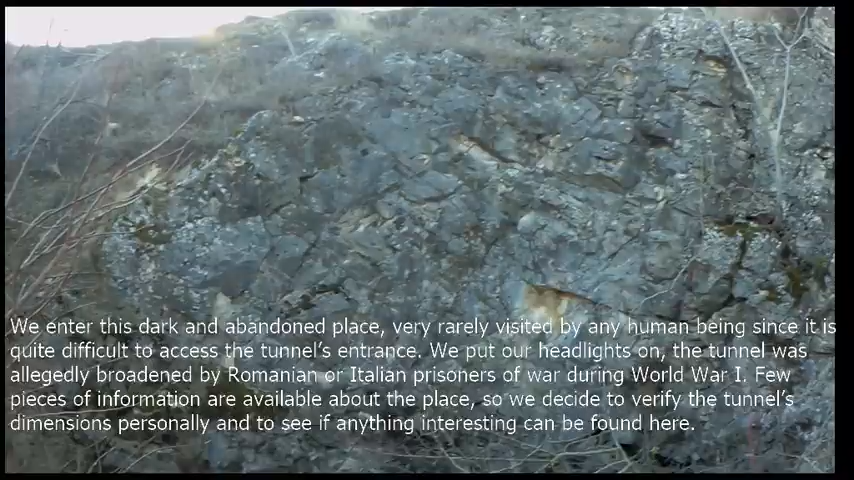 We enter this dark and abandoned place, very rarely visited by any human being since it is
quite difficult to access the tunnel's entrance. We put our headlights on, the tunnel was
allegedly broadened by Romanian or Italian prisoners of war during World War I. Few
pieces of information are available about the place, so we decide to verify the tunnel's
dimensions personally and to see if anything interesting can be found here.